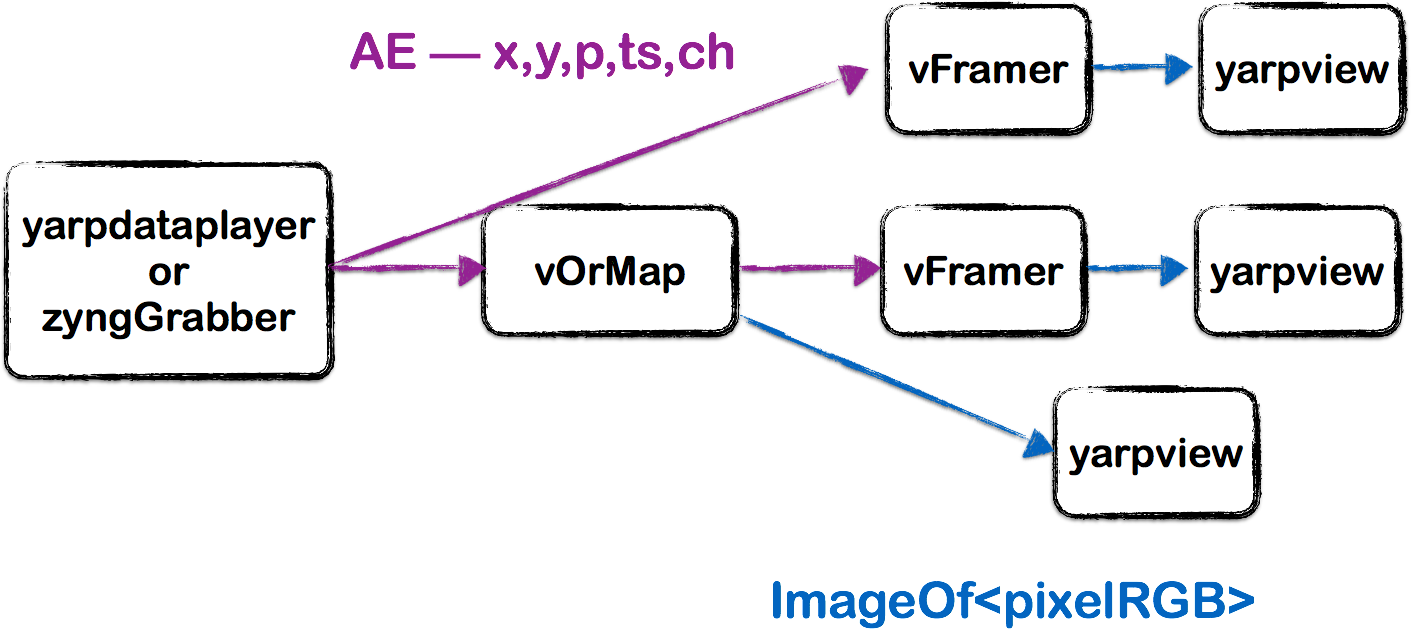 AE — x,y,p,ts,ch
vFramer
yarpview
yarpdataplayer
or
zyngGrabber
vOrMap
vFramer
yarpview
yarpview
ImageOf<pixelRGB>